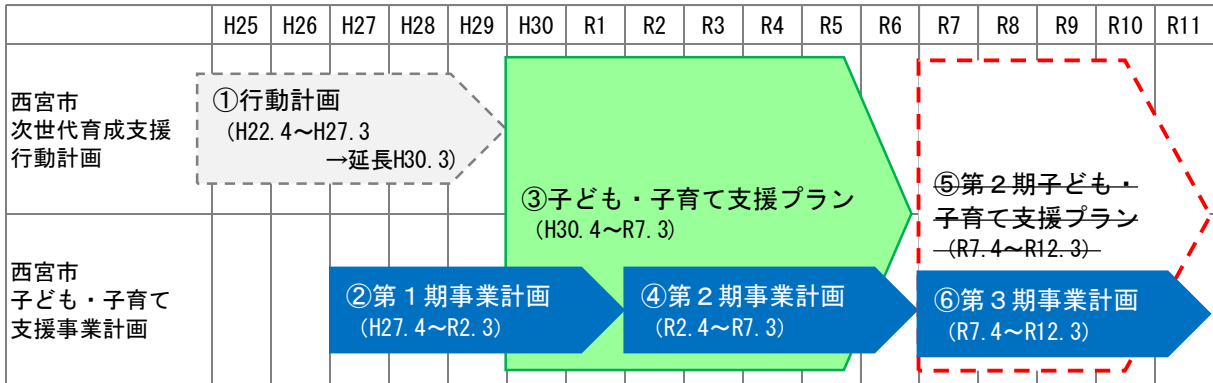 H25 H26 H27 H28 H29 H30 R1 R2 R3 R4 R5 R6 R7 R8 R9 R10 R11
西宮市
次世代育成支援
行動計画
①行動計画
(H22.4～H27.3
→延長H30.3)
③子ども・子育て支援プラン
(H30.4～R7.3)
⑤第２期子ども・
子育て支援プラン
(R7.4～R12.3)
西宮市
子ども・子育て
支援事業計画
②第１期事業計画
(H27.4～R2.3)
④第２期事業計画
(R2.4～R7.3)
⑥第３期事業計画
(R7.4～R12.3)